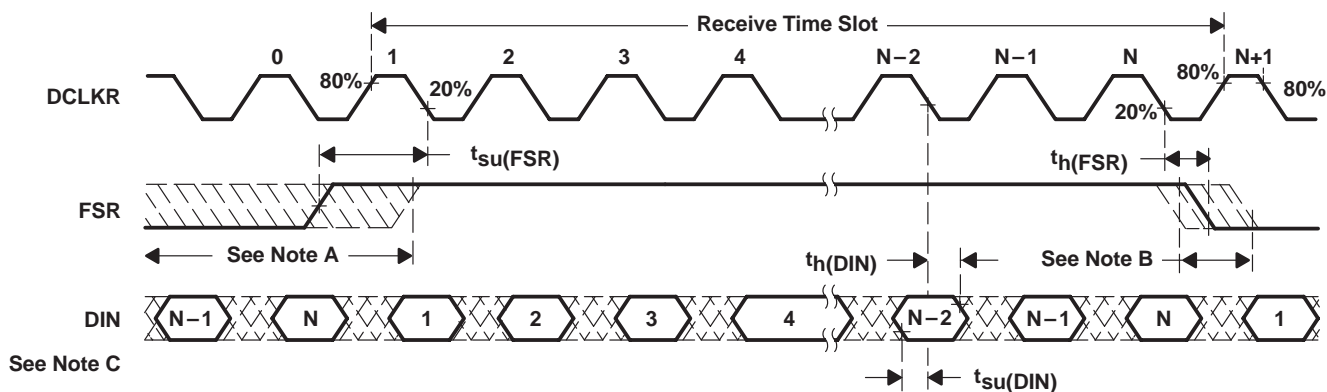 Receive Time Slot
0 1 2 3 4 N–2 N–1 N N+1
80% 20% 80% 80%
DCLKR
20%
tsu(FSR) th(FSR)
FSR
See Note A th(DIN) See Note B
DIN N–1 N 1 2 3 4 N–2 N–1 N 1
See Note C
tsu(DIN)